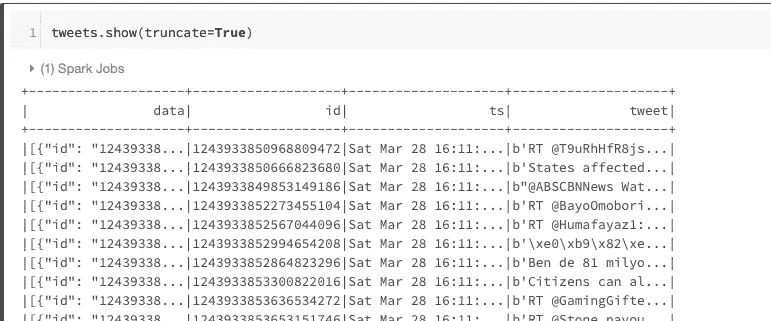 1 tweets.show(truncate=True)
(1) Spark Jobs
+--------------------+-------------------+--------------------+--------------------+
|                data|                 id|                  ts|               tweet|
+--------------------+-------------------+--------------------+--------------------+
|[{"id": "12439338...|1243933850968809472|Sat Mar 28 16:11:...|b'RT @T9uRhHfR8js...|
|[{"id": "12439338...|1243933850666823680|Sat Mar 28 16:11:...|b'States affected...|
|[{"id": "12439338...|1243933849853149186|Sat Mar 28 16:11:...|b"@ABSCBNNews Wat...|
|[{"id": "12439338...|1243933852273455104|Sat Mar 28 16:11:...|b'RT @BayoOmobori...|
|[{"id": "12439338...|1243933852567044096|Sat Mar 28 16:11:...|b'RT @Humafayaz1:...|
|[{"id": "12439338...|1243933852994654208|Sat Mar 28 16:11:...|b'\xe0\xb9\x82\xe...|
|[{"id": "12439338...|1243933852864823296|Sat Mar 28 16:11:...|b'Ben de 81 milyo...|
|[{"id": "12439338...|1243933853300822016|Sat Mar 28 16:11:...|b'Citizens can al...|
|[{"id": "12439338...|1243933853636534272|Sat Mar 28 16:11:...|b'RT @GamingGifte...|
|[{"id": "12439338...|1243933853653151746|Sat Mar 28 16:11:...|b'RT @Stone_payou...|